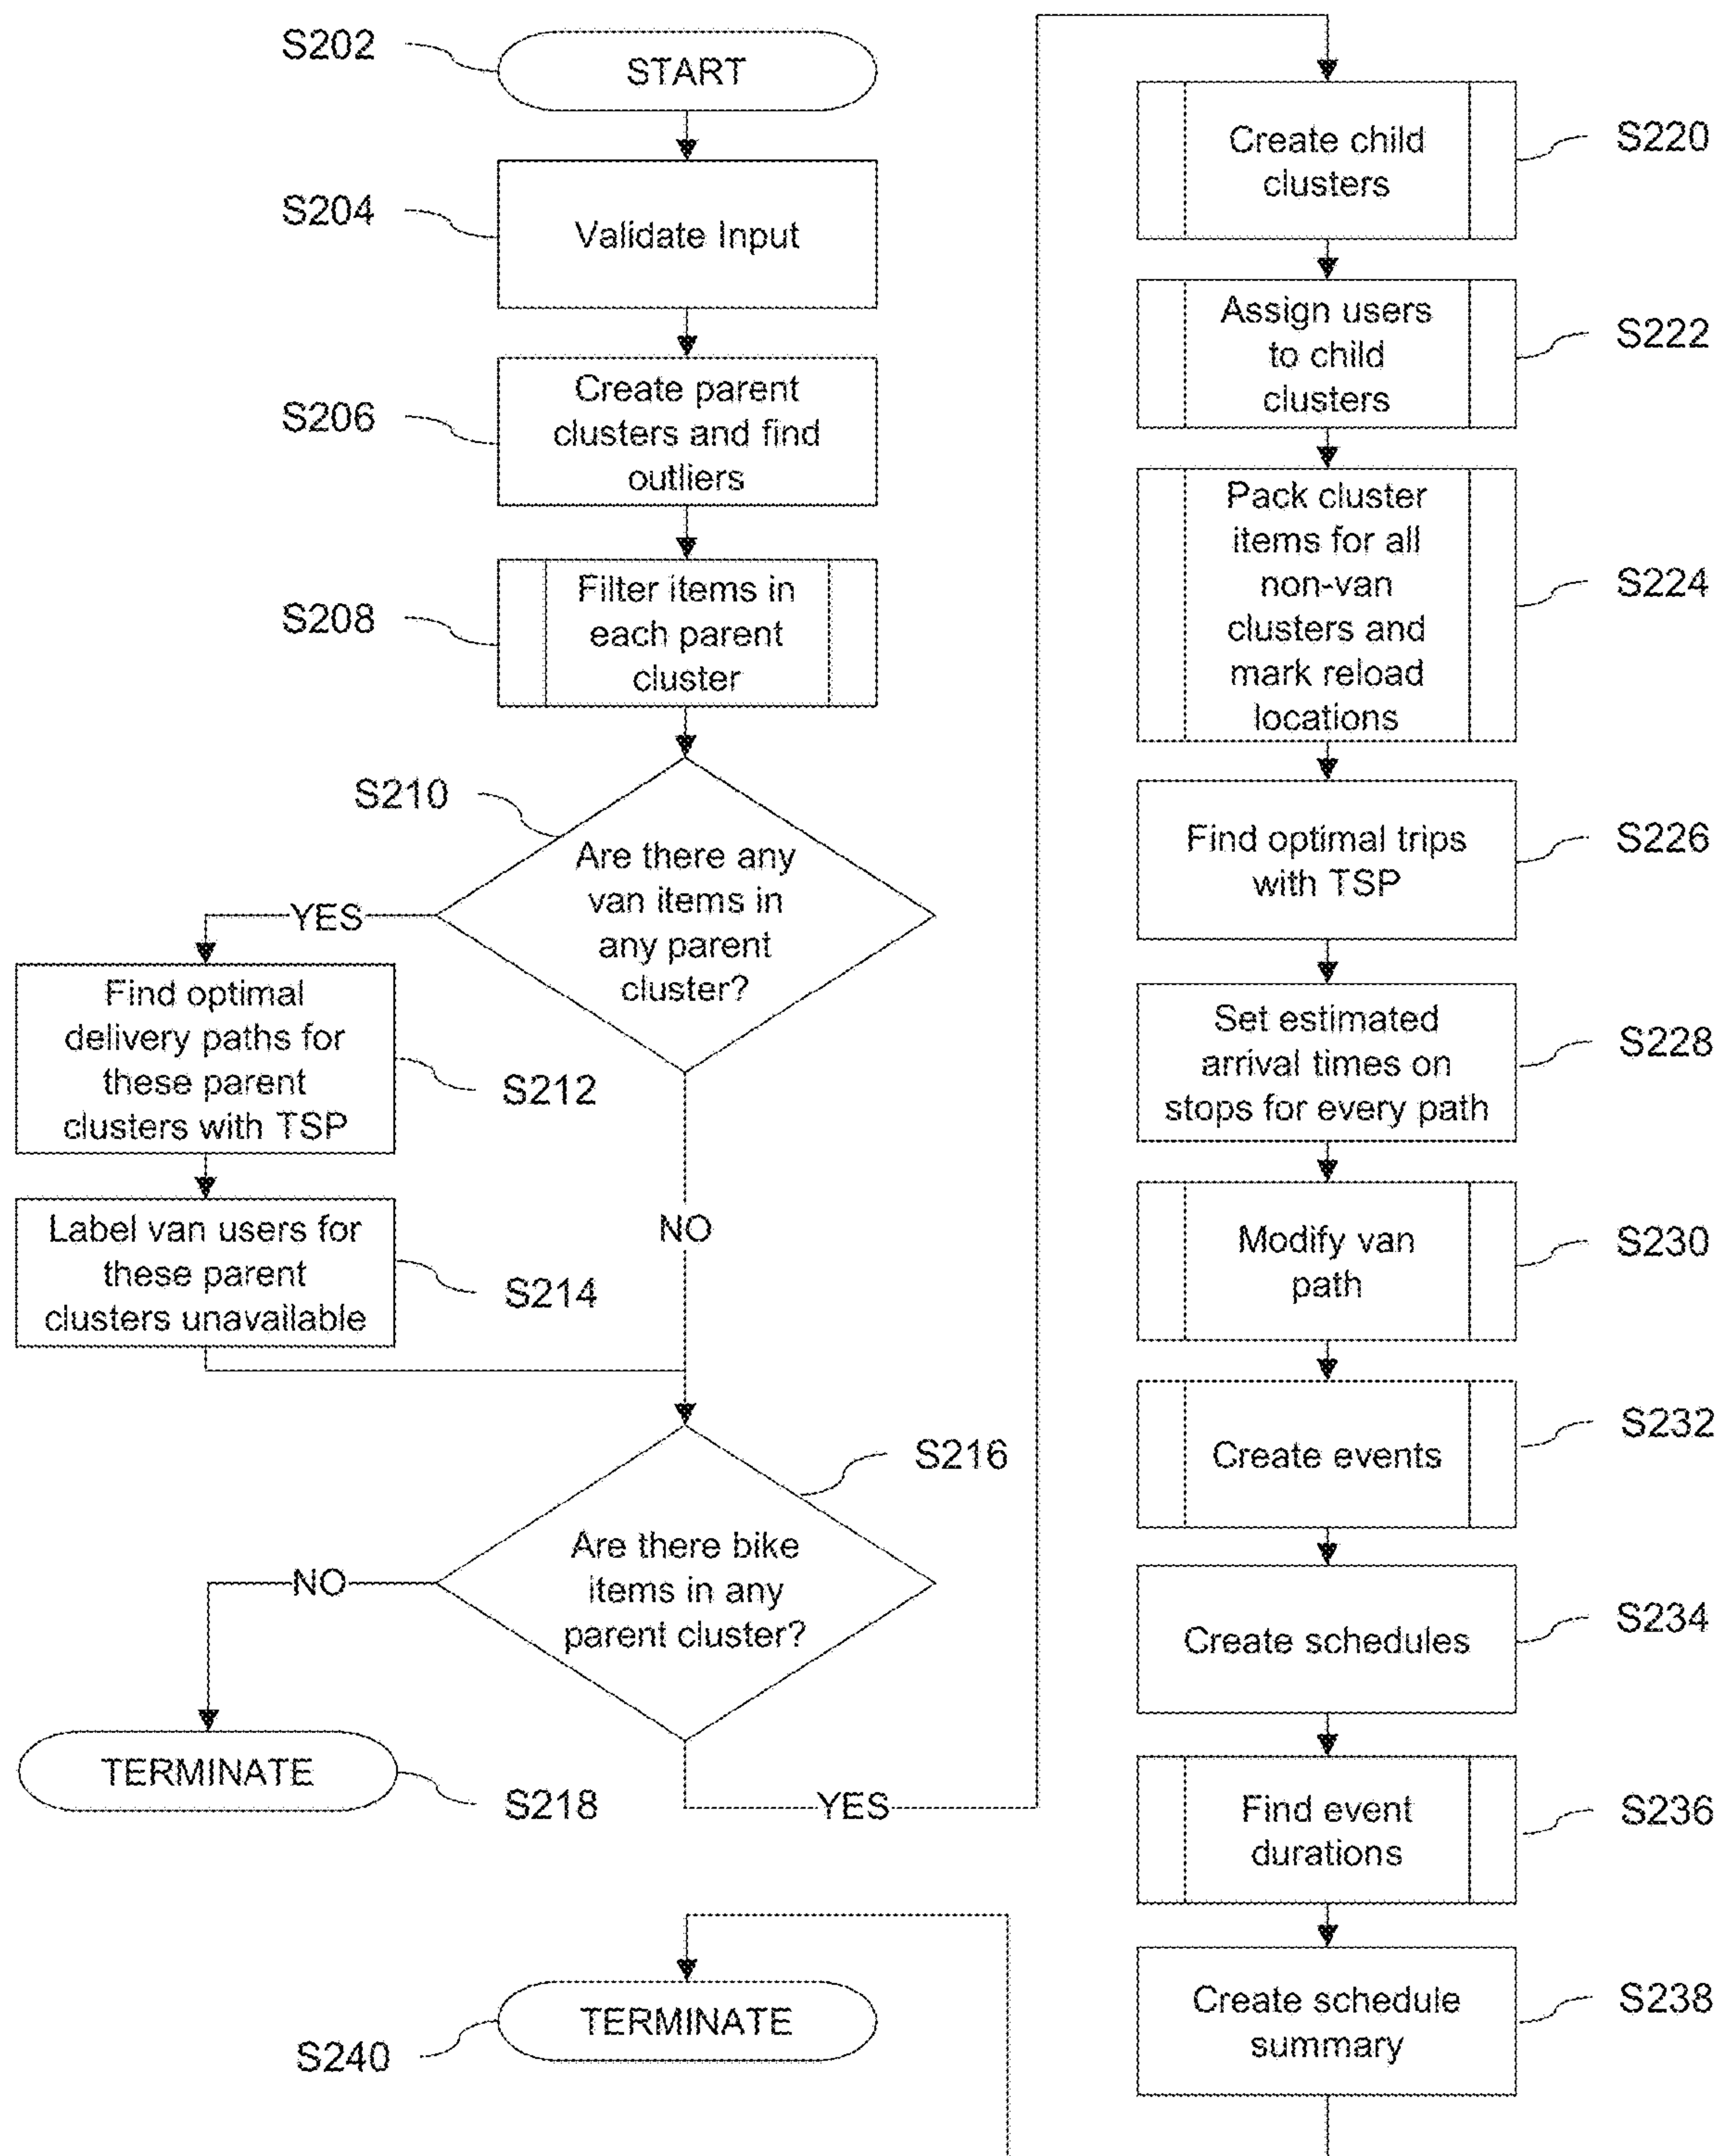 S202
START
S204
Validate Input
S206
Create parent
clusters and find
outliers
S208
Filter items in
each parent
cluster
S210
Are there any
van items in
any parent
cluster?
YES
Find optimal
delivery paths for
these parent
clusters with TSP
S212
Label van users for
these parent
clusters unavailable
S214
NO
S216
Are there bike
items in any
parent cluster?
NO
TERMINATE
S218
YES
Create child
clusters
S220
Assign users
to child
clusters
S222
Pack cluster
items for all
non-van
clusters and
mark reload
locations
S224
Find optimal trips
with TSP
S226
Set estimated
arrival times on
stops for every path
S228
Modify van
path
S230
Create events
S232
Create schedules
S234
Find event
durations
S236
Create schedule
summary
S238
TERMINATE
S240